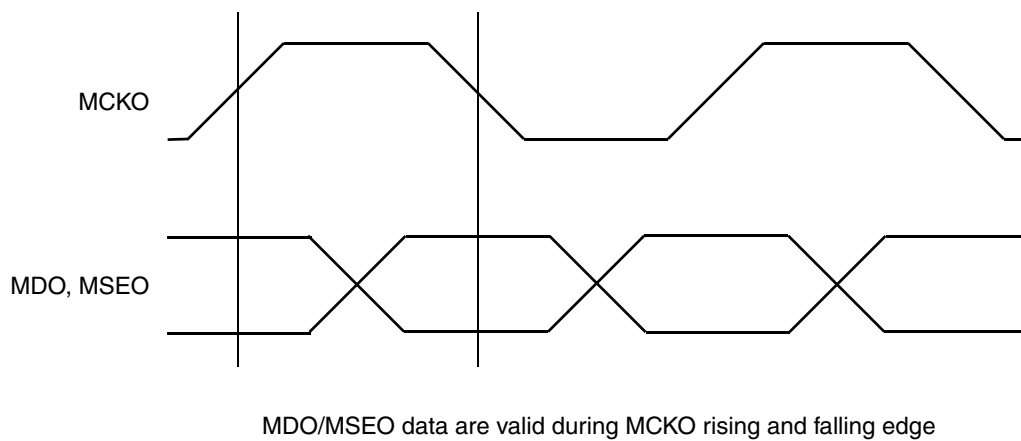 MCKO
MDO, MSEO
MDO/MSEO data are valid during MCKO rising and falling edge